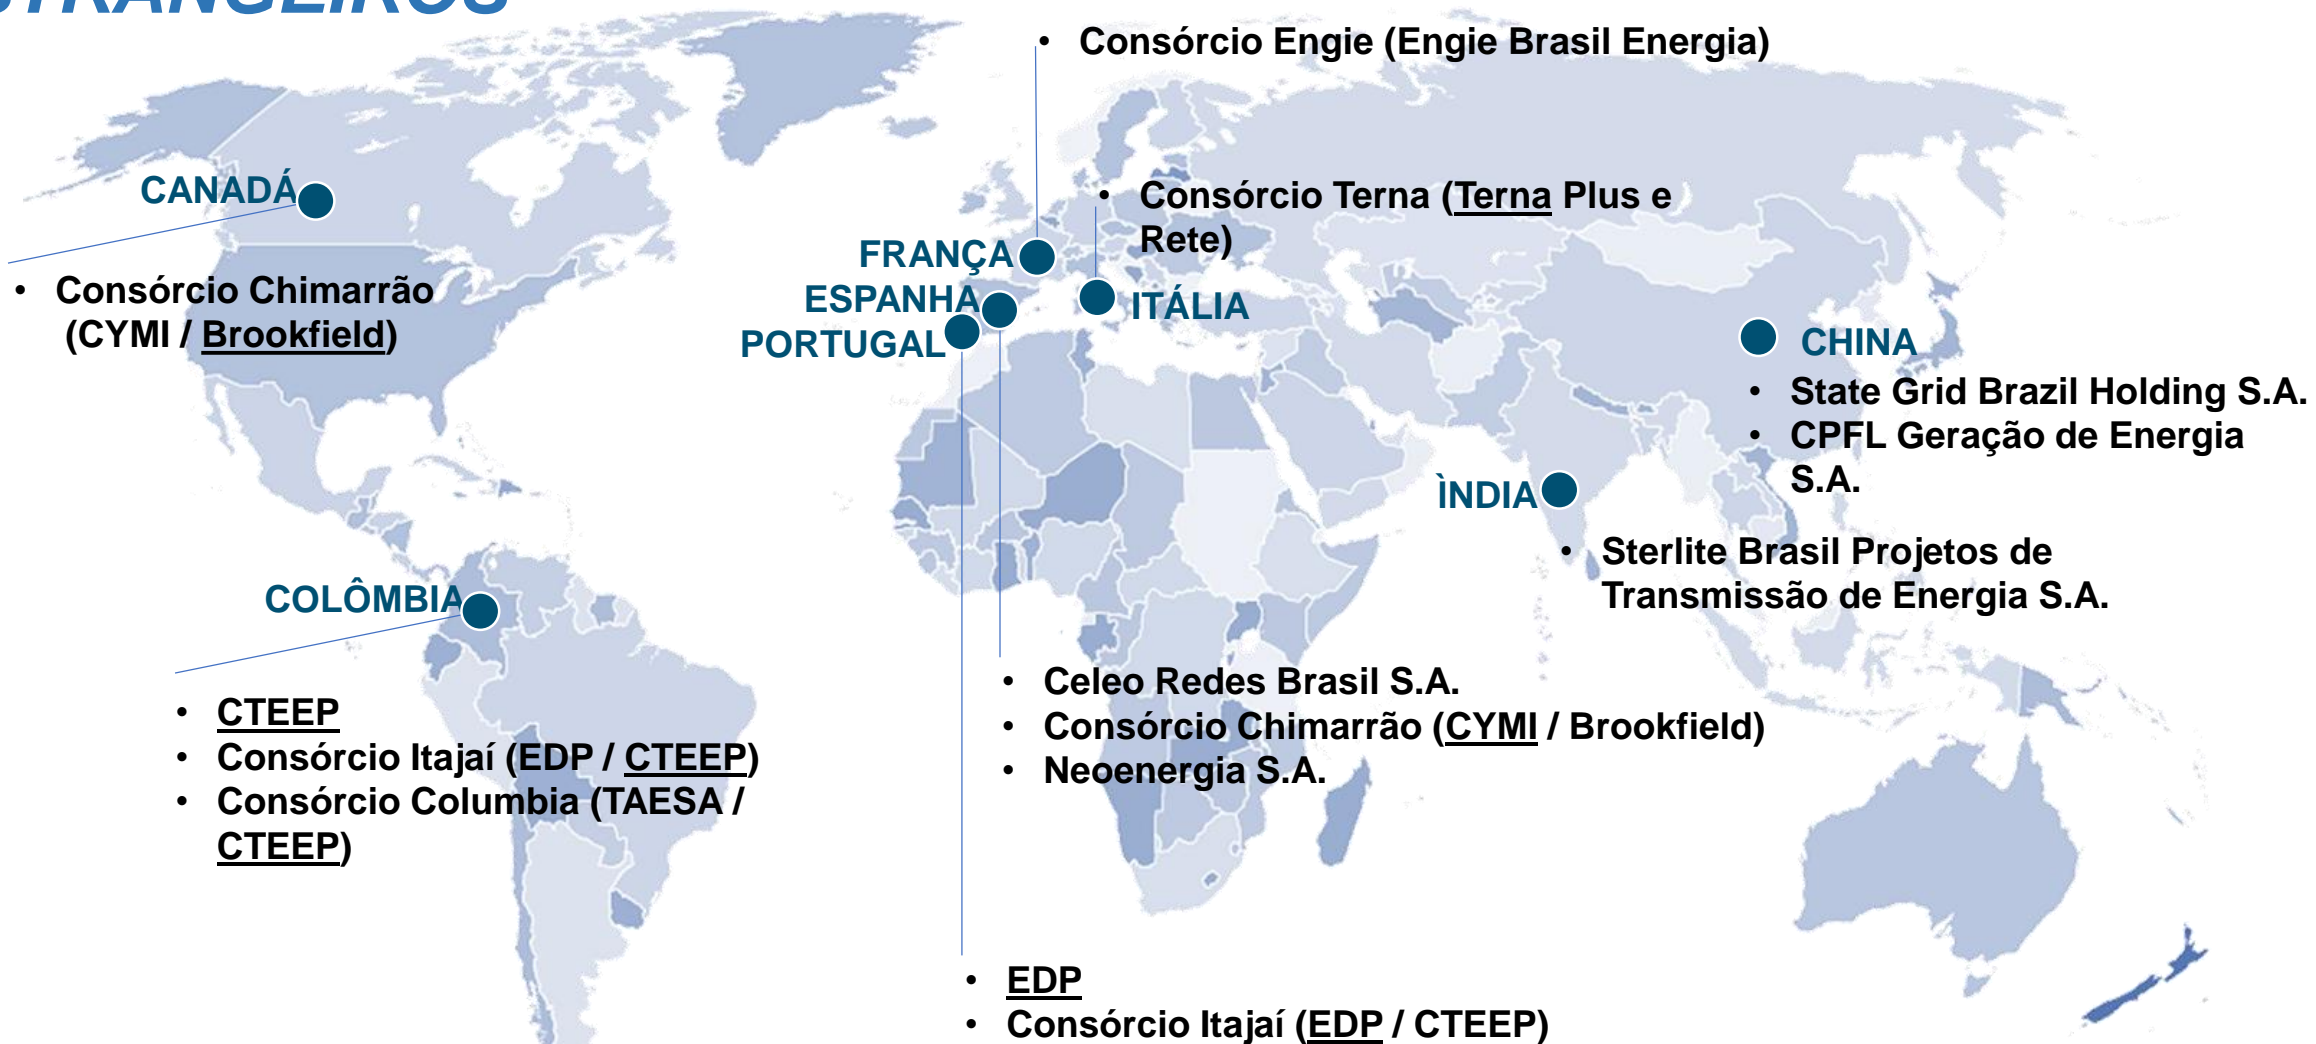 STRANGEIROS
• Consórcio Engie (Engie Brasil Energia)
CANADÁ
• Consórcio Terna (Terna Plus e
Rete)
FRANÇA
• Consórcio Chimarrão
(CYMI / Brookfield)
ESPANHA
ITÁLIA
PORTUGAL
CHINA
• State Grid Brazil Holding S.A.
• CPFL Geração de Energia
S.A.
ÌNDIA
• Sterlite Brasil Projetos de
Transmissão de Energia S.A.
COLÔMBIA
• CTEEP
• Consórcio Itajaí (EDP / CTEEP)
• Consórcio Columbia (TAESA /
CTEEP)
• Celeo Redes Brasil S.A.
• Consórcio Chimarrão (CYMI / Brookfield)
• Neoenergia S.A.
• EDP
• Consórcio Itajaí (EDP / CTEEP)